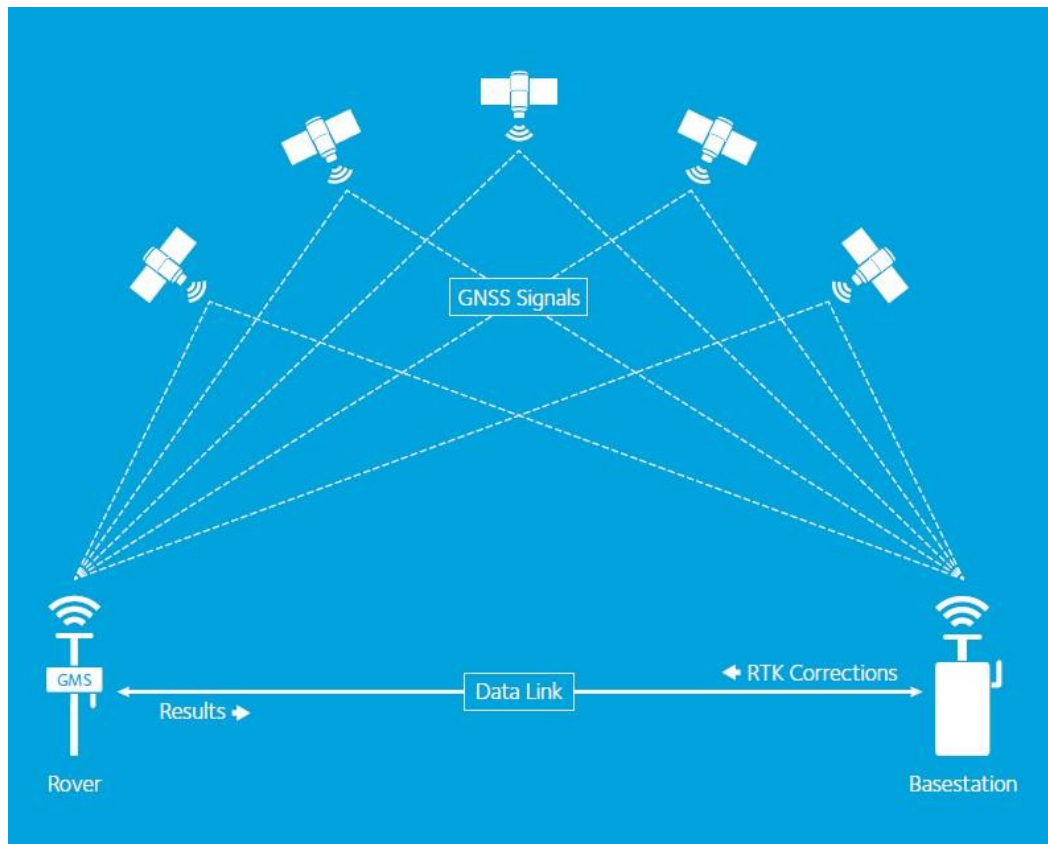 GNSS Signals
GMS
Data Link
RTK Corrections
Results
Rover
Basestation